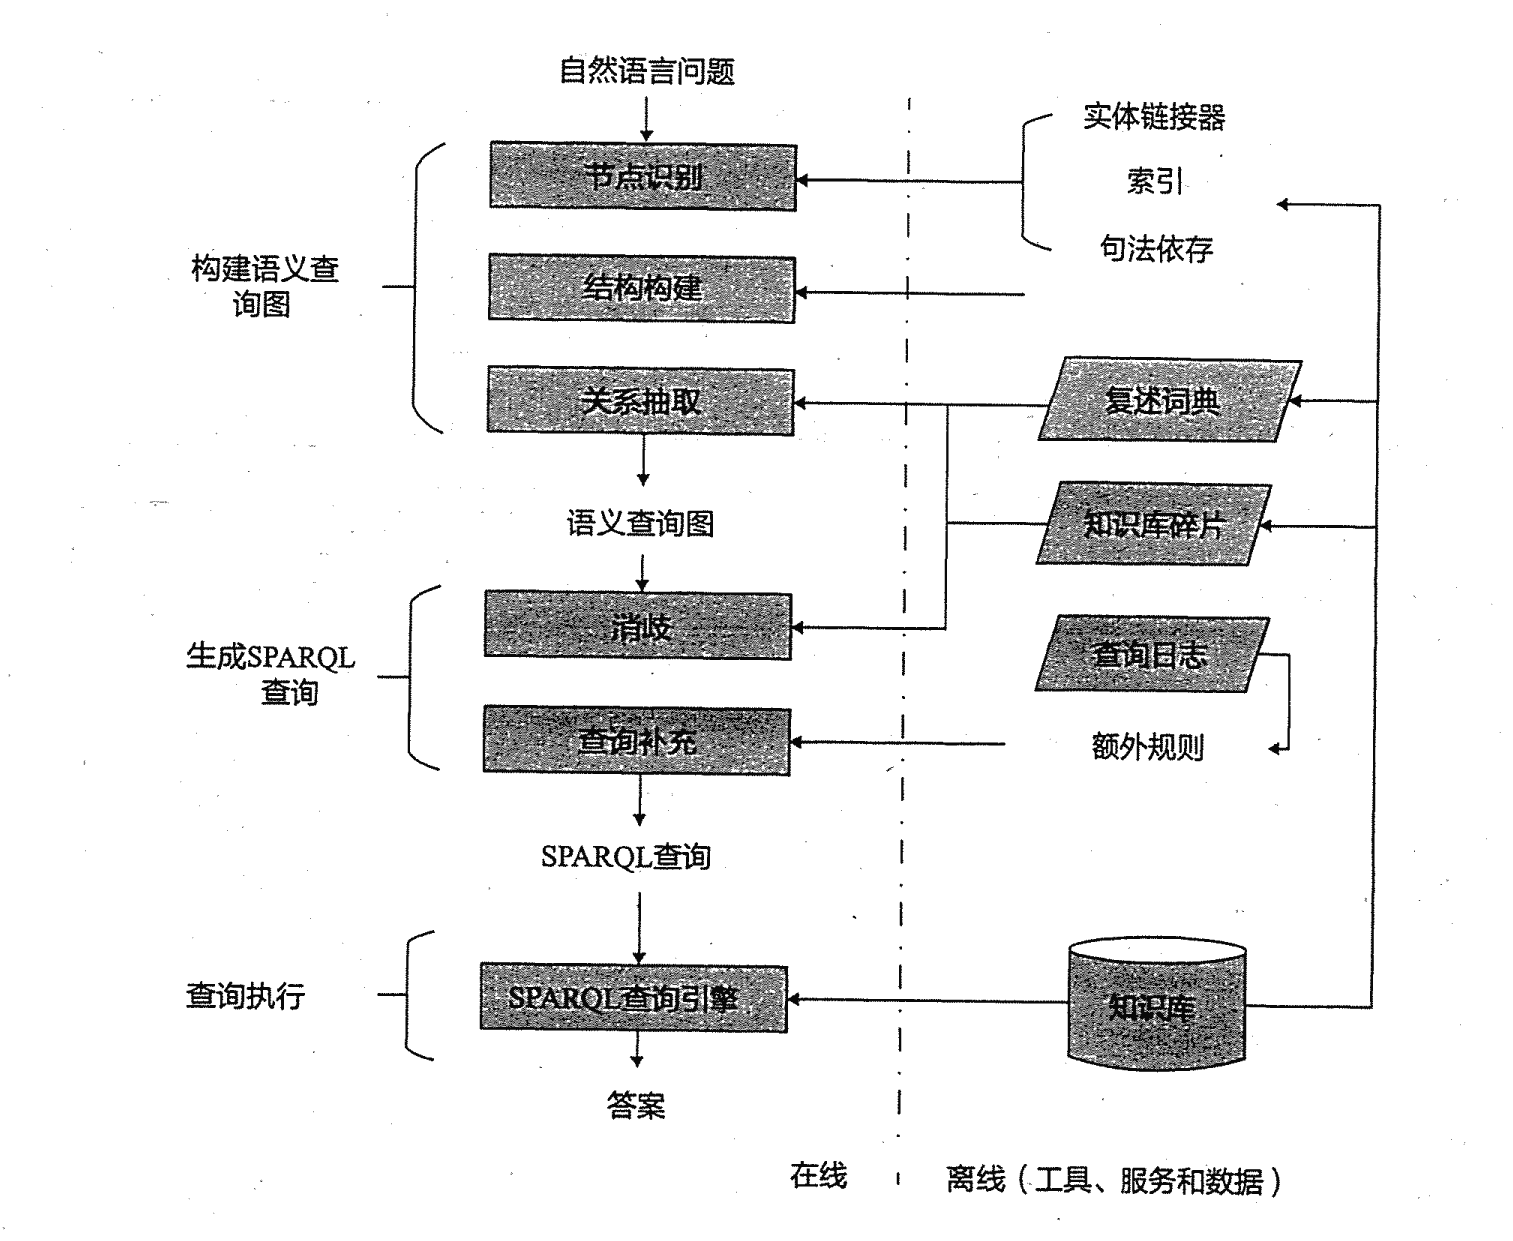 自然语言问题
实体链接器
节点识别
索引
句法依存
构建语义查
询图
结构构建
关系抽取
复述词典
语义查询图
知识库碎片
消歧
生成SPARQL
查询
查询日志
查询补充
额外规则
SPARQL查询
查询执行
SPARQL查询引擎
知识库
答案
在线
离线（工具、服务和数据）